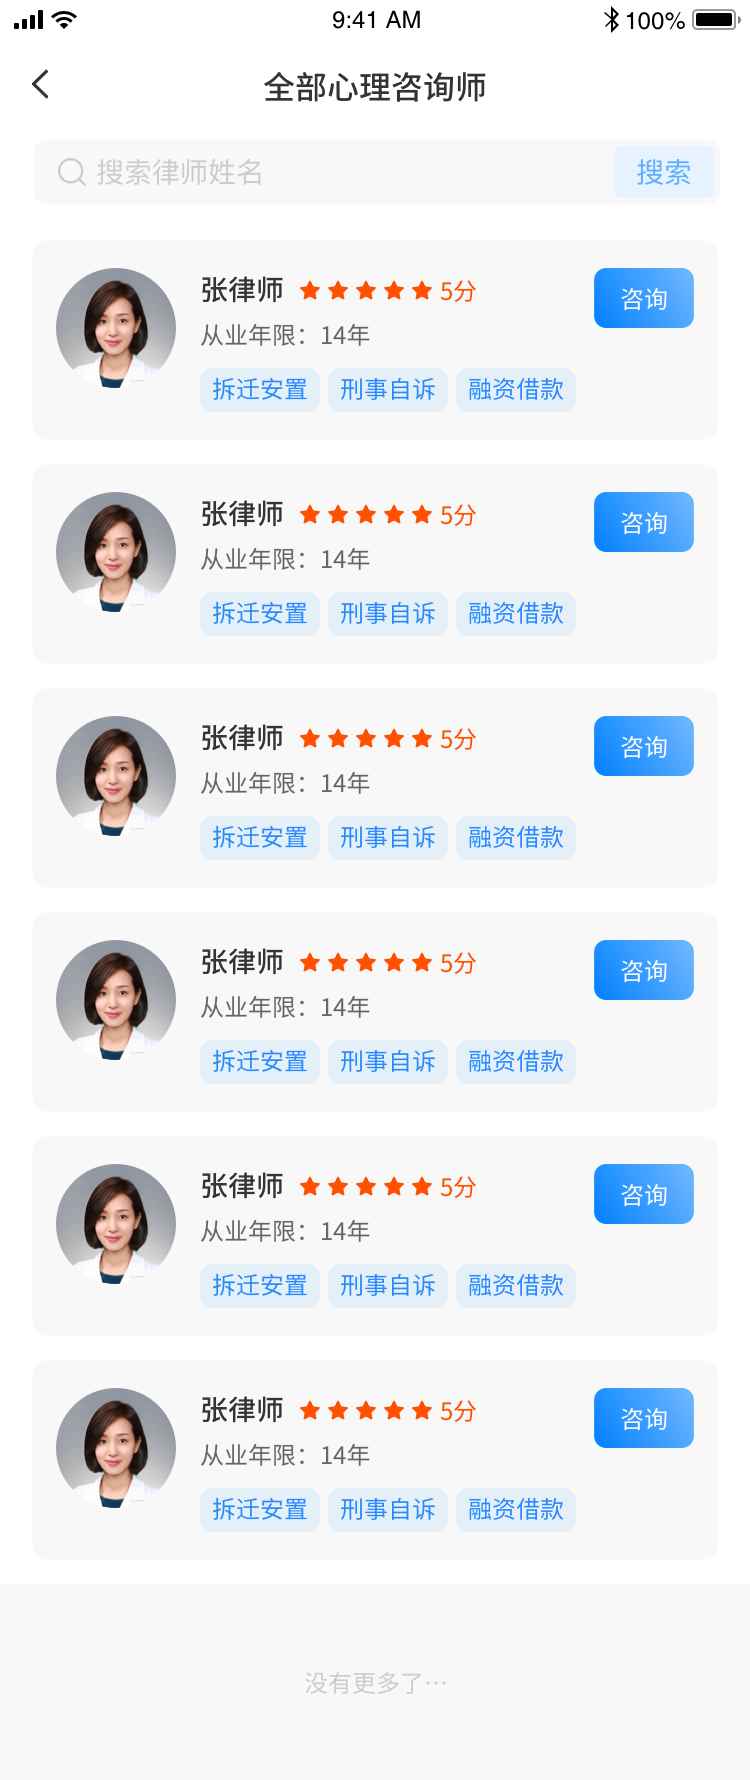 9:41 AM 100%
全部心理咨询师
搜索律师姓名 搜索
张律师 5分 咨询
从业年限：14年
拆迁安置 刑事自诉 融资借款
张律师 5分 咨询
从业年限：14年
拆迁安置 刑事自诉 融资借款
张律师 5分 咨询
从业年限：14年
拆迁安置 刑事自诉 融资借款
张律师 5分 咨询
从业年限：14年
拆迁安置 刑事自诉 融资借款
张律师 5分 咨询
从业年限：14年
拆迁安置 刑事自诉 融资借款
张律师 5分 咨询
从业年限：14年
拆迁安置 刑事自诉 融资借款
没有更多了…